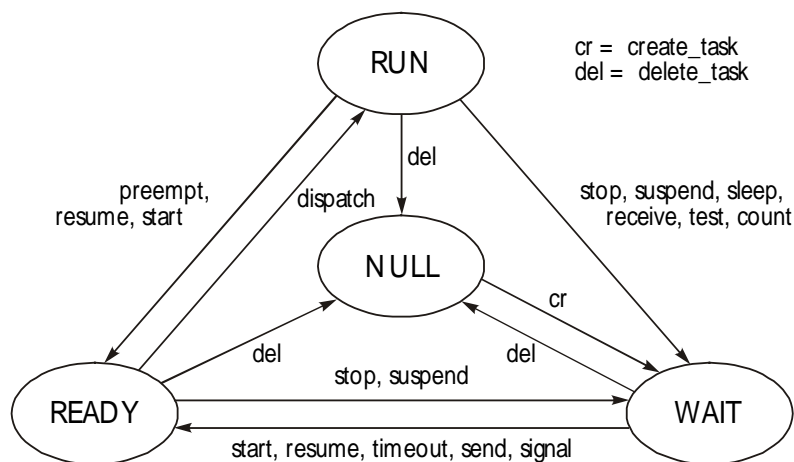 RUN
cr = create_task
del = delete_task
del
preempt,
resume, start
dispatch
stop, suspend, sleep,
receive, test, count
NULL
cr
del
del
stop, suspend
READY
WAIT
start, resume, timeout, send, signal